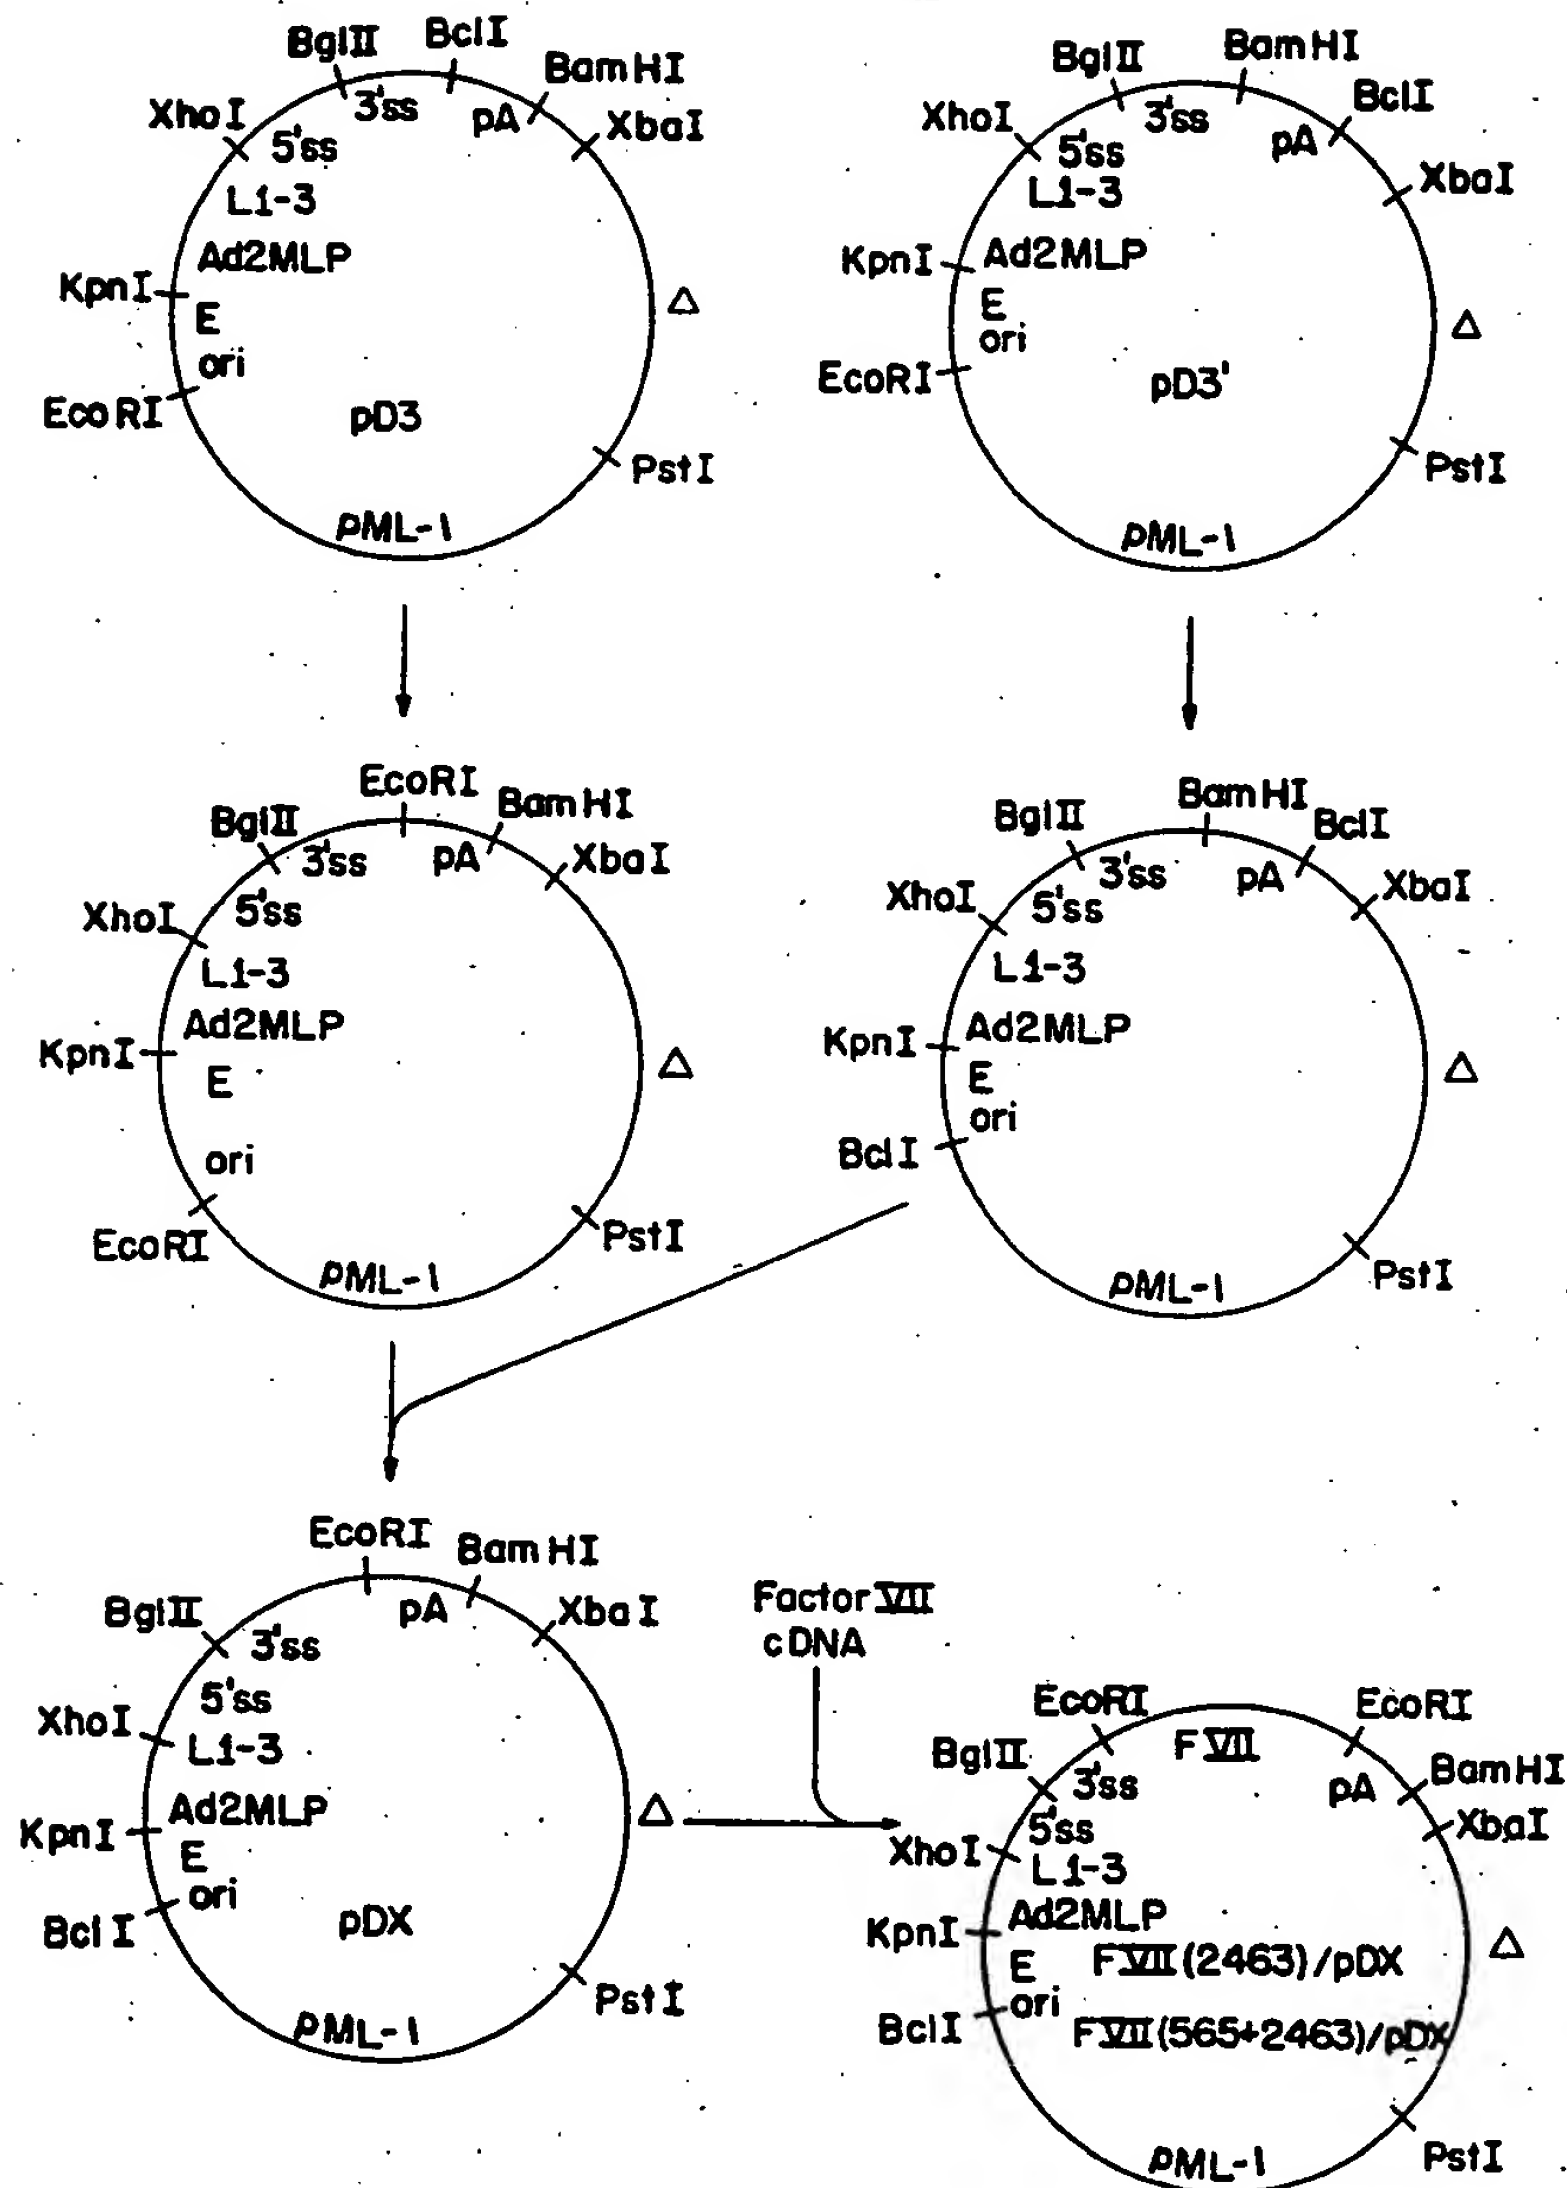 BglII
BclI
BamHI
XbaI
XhoI
3'ss
pA
5'ss
L1-3
Ad2MLP
KpnI
E
ori
EcoRI
pD3
Δ
PstI
pML-1
BglII
BamHI
BclI
XbaI
XhoI
3'ss
pA
5'ss
L1-3
Ad2MLP
KpnI
E
ori
EcoRI
pD3'
Δ
PstI
pML-1
EcoRI
BglII
BamHI
XbaI
3'ss
pA
XhoI
5'ss
L1-3
Ad2MLP
KpnI
E
ori
EcoRI
Δ
PstI
pML-1
BamHI
BglII
BclI
XbaI
3'ss
pA
XhoI
5'ss
L1-3
Ad2MLP
KpnI
E
ori
BclI
Δ
PstI
pML-1
EcoRI
BamHI
BglII
XbaI
pA
3'ss
5'ss
XhoI
L1-3
Ad2MLP
KpnI
E
ori
BclI
pDX
Δ
PstI
pML-1
Factor VII
cDNA
EcoRI
EcoRI
FVII
BglII
BamHI
3'ss
pA
5'ss
XbaI
XhoI
L1-3
Ad2MLP
KpnI
E
FVII(2463)/pDX
ori
BclI
FVII(565+2463)/pDX
Δ
PstI
pML-1